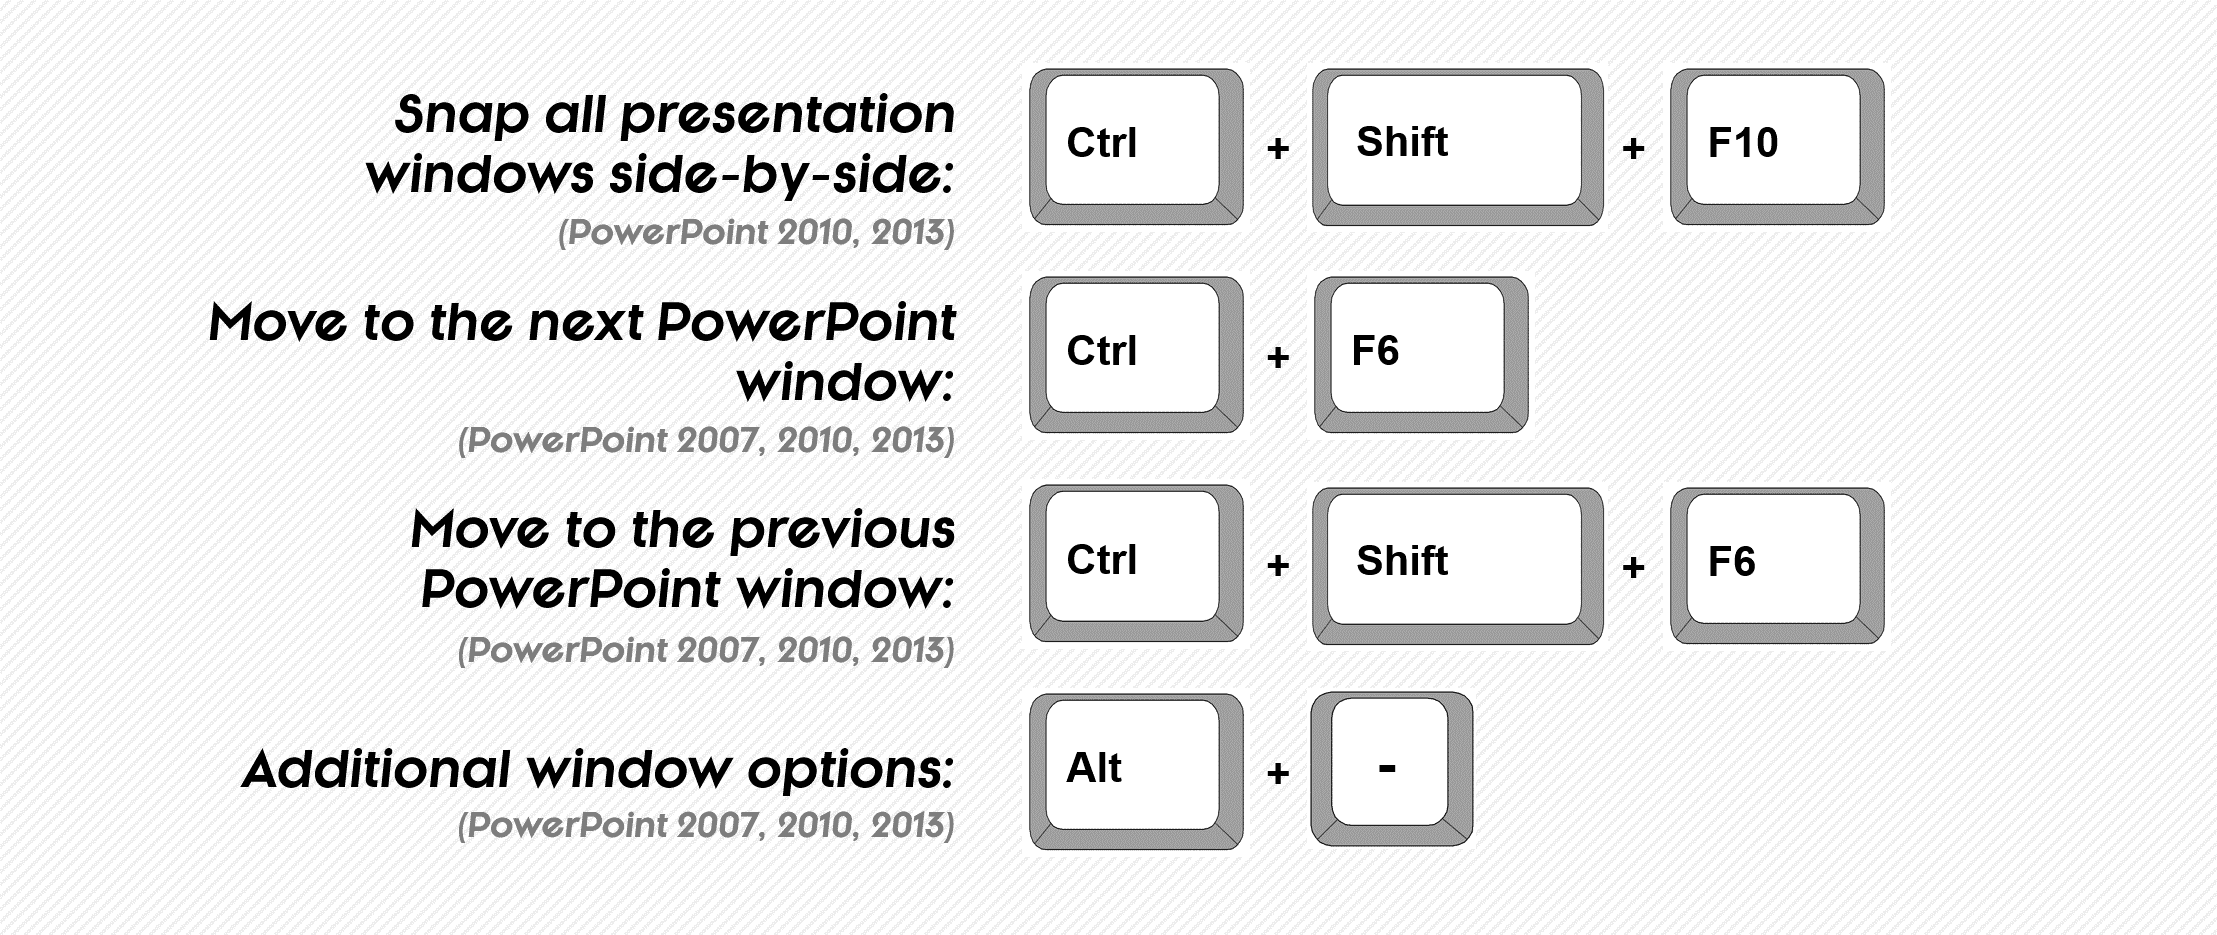 Snap all presentation
windows side-by-side:
(PowerPoint 2010, 2013)
Ctrl + Shift + F10
Move to the next PowerPoint
window:
(PowerPoint 2007, 2010, 2013)
Ctrl + F6
Move to the previous
PowerPoint window:
(PowerPoint 2007, 2010, 2013)
Ctrl + Shift + F6
Additional window options:
(PowerPoint 2007, 2010, 2013)
Alt + -